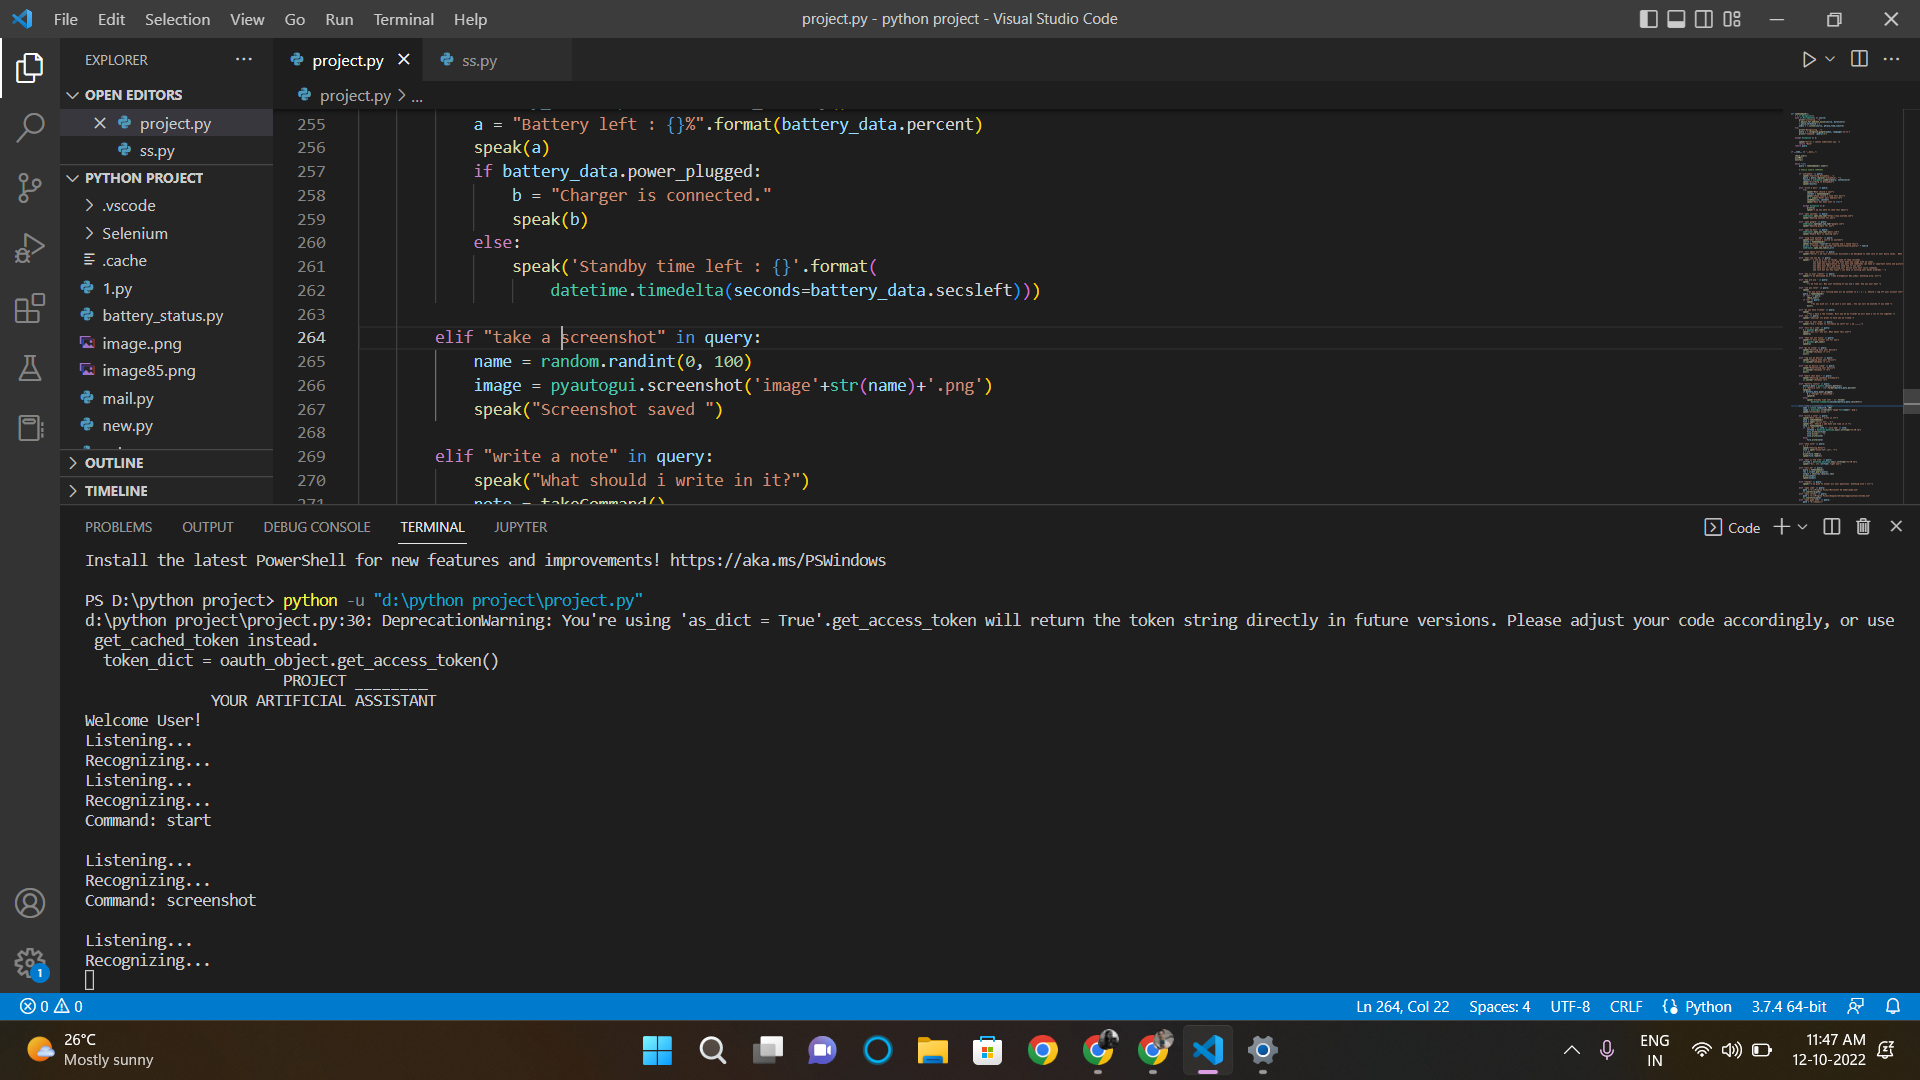 File Edit Selection View Go Run Terminal Help
project.py - python project - Visual Studio Code
EXPLORER
OPEN EDITORS
project.py
ss.py
PYTHON PROJECT
.vscode
Selenium
.cache
1.py
battery_status.py
image..png
image85.png
mail.py
new.py
OUTLINE
TIMELINE
project.py
ss.py
project.py > ...
255 a = "Battery left : {}%".format(battery_data.percent)
256 speak(a)
257 if battery_data.power_plugged:
258 b = "Charger is connected."
259 speak(b)
260 else:
261 speak('Standby time left : {}'.format(
262 datetime.timedelta(seconds=battery_data.secsleft)))
263
264 elif "take a screenshot" in query:
265 name = random.randint(0, 100)
266 image = pyautogui.screenshot('image'+str(name)+'.png')
267 speak("Screenshot saved ")
268
269 elif "write a note" in query:
270 speak("What should i write in it?")
271 note = takeCommand()
PROBLEMS OUTPUT DEBUG CONSOLE TERMINAL JUPYTER
Code
Install the latest PowerShell for new features and improvements! https://aka.ms/PSWindows
PS D:\python project> python -u "d:\python project\project.py"
d:\python project\project.py:30: DeprecationWarning: You're using 'as_dict = True'.get_access_token will return the token string directly in future versions. Please adjust your code accordingly, or use
get_cached_token instead.
token_dict = oauth_object.get_access_token()
PROJECT ________
YOUR ARTIFICIAL ASSISTANT
Welcome User!
Listening...
Recognizing...
Listening...
Recognizing...
Command: start
Listening...
Recognizing...
Command: screenshot
Listening...
Recognizing...
1
0 0
Ln 264, Col 22 Spaces: 4 UTF-8 CRLF Python 3.7.4 64-bit
26°C
Mostly sunny
ENG
IN
11:47 AM
12-10-2022